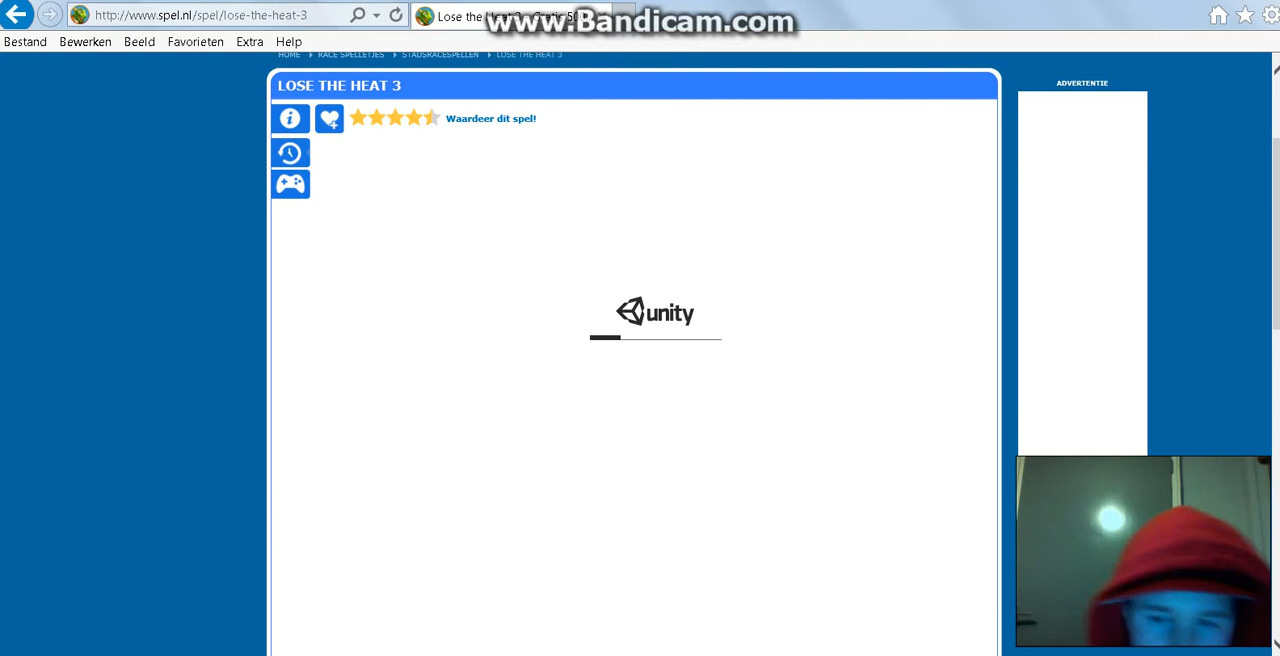 http://www.spel.nl/spel/lose-the-heat-3
www.Bandicam.com
Bestand Bewerken Beeld Favorieten Extra Help
HOME RACE SPELLETJES STADSRACESPELLEN LOSE THE HEAT 3
LOSE THE HEAT 3
ADVERTENTIE
Waardeer dit spel!
unity